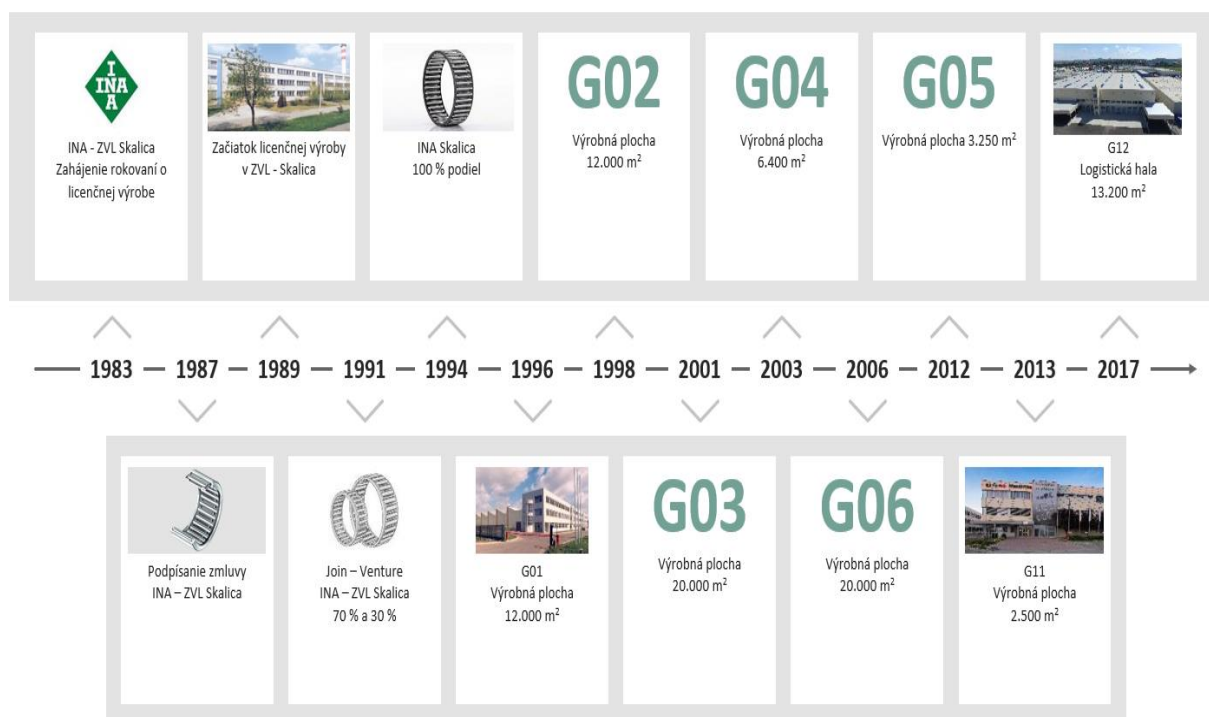 I
INA
A
INA - ZVL Skalica
Zahájenie rokovaní o
licenčnej výrobe
Začiatok licenčnej výroby
v ZVL - Skalica
INA Skalica
100 % podiel
G02
Výrobná plocha
12.000 m²
G04
Výrobná plocha
6.400 m²
G05
Výrobná plocha 3.250 m²
G12
Logistická hala
13.200 m²
1983 — 1987 — 1989 — 1991 — 1994 — 1996 — 1998 — 2001 — 2003 — 2006 — 2012 — 2013 — 2017
Podpísanie zmluvy
INA – ZVL Skalica
Join – Venture
INA – ZVL Skalica
70 % a 30 %
G01
Výrobná plocha
12.000 m²
G03
Výrobná plocha
20.000 m²
G06
Výrobná plocha
20.000 m²
G11
Výrobná plocha
2.500 m²